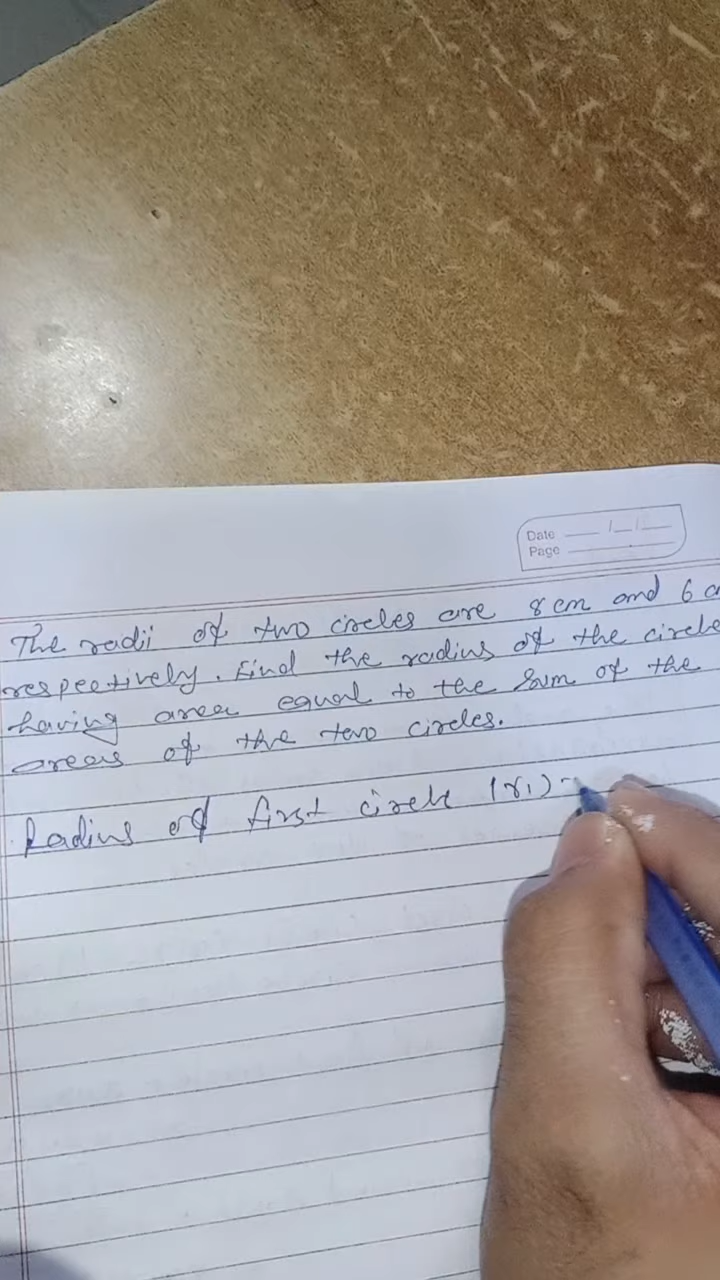 Date
Page
The radii of two circles are 8 cm and 6 c
respectively. Find the radius of the circle
having area equal to the sum of the
areas of the two circles.
Radius of first circle (r1) =